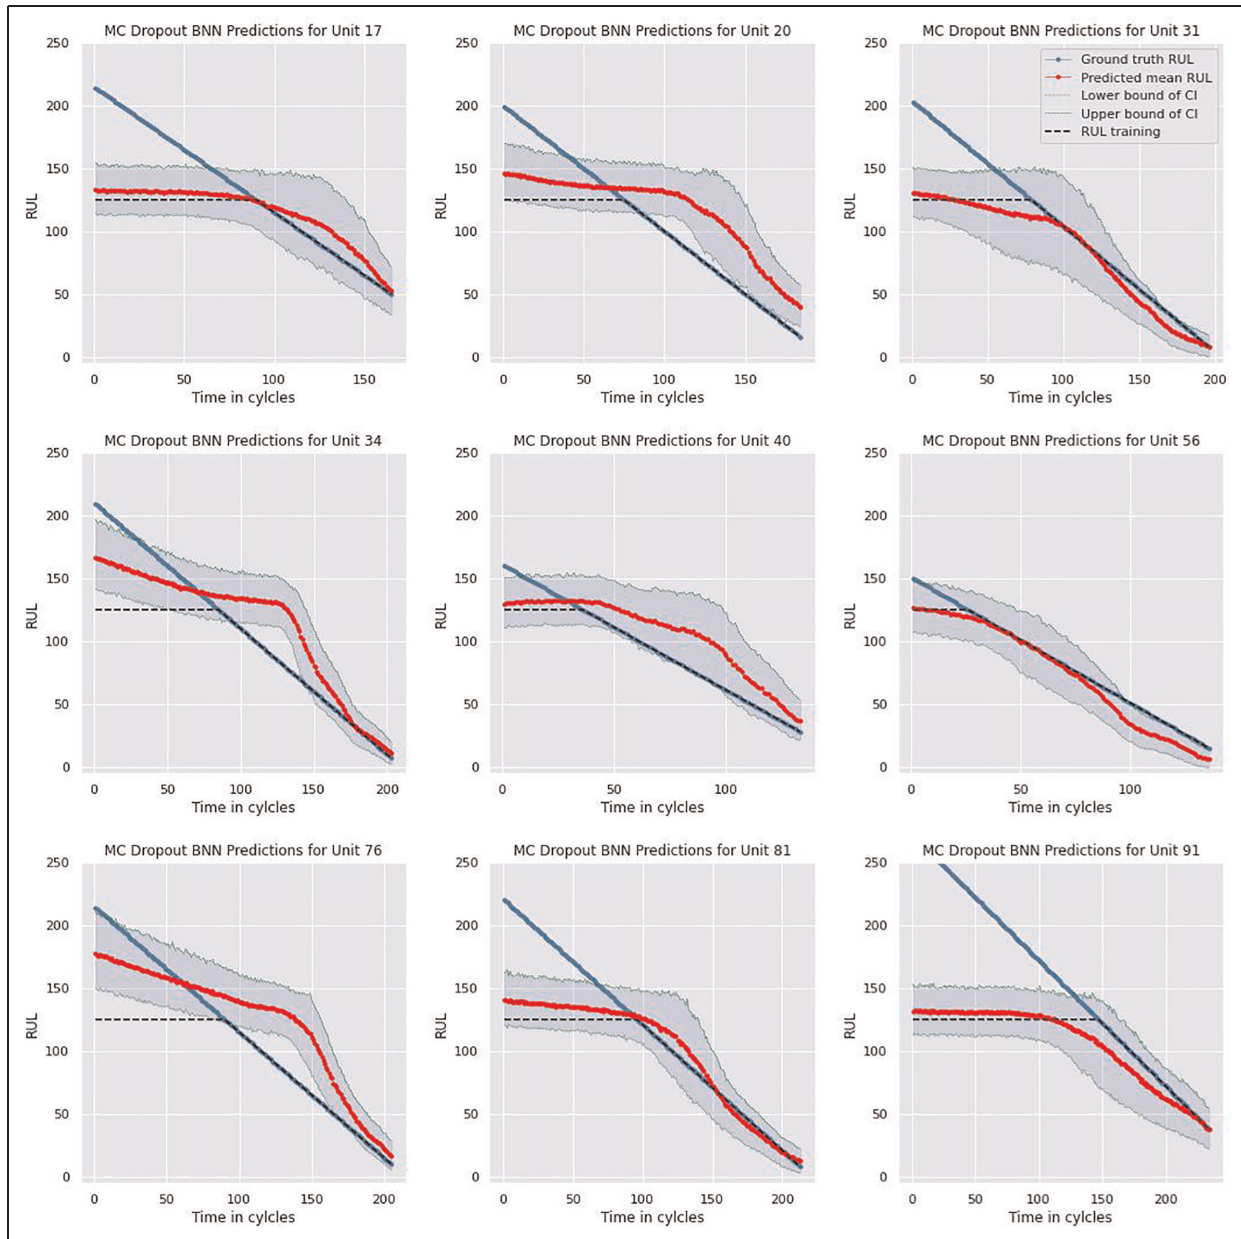 MC Dropout BNN Predictions for Unit 17
MC Dropout BNN Predictions for Unit 20
MC Dropout BNN Predictions for Unit 31
250
200
150
100
50
0
RUL
0 50 100 150
Time in cylcles
250
200
150
100
50
0
RUL
0 50 100 150
Time in cylcles
250
200
150
100
50
0
RUL
Ground truth RUL
Predicted mean RUL
Lower bound of CI
Upper bound of CI
RUL training
0 50 100 150 200
Time in cylcles
MC Dropout BNN Predictions for Unit 34
MC Dropout BNN Predictions for Unit 40
MC Dropout BNN Predictions for Unit 56
250
200
150
100
50
0
RUL
0 50 100 150 200
Time in cylcles
250
200
150
100
50
0
RUL
0 50 100
Time in cylcles
250
200
150
100
50
0
RUL
0 50 100
Time in cylcles
MC Dropout BNN Predictions for Unit 76
MC Dropout BNN Predictions for Unit 81
MC Dropout BNN Predictions for Unit 91
250
200
150
100
50
0
RUL
0 50 100 150 200
Time in cylcles
250
200
150
100
50
0
RUL
0 50 100 150 200
Time in cylcles
250
200
150
100
50
0
RUL
0 50 100 150 200
Time in cylcles